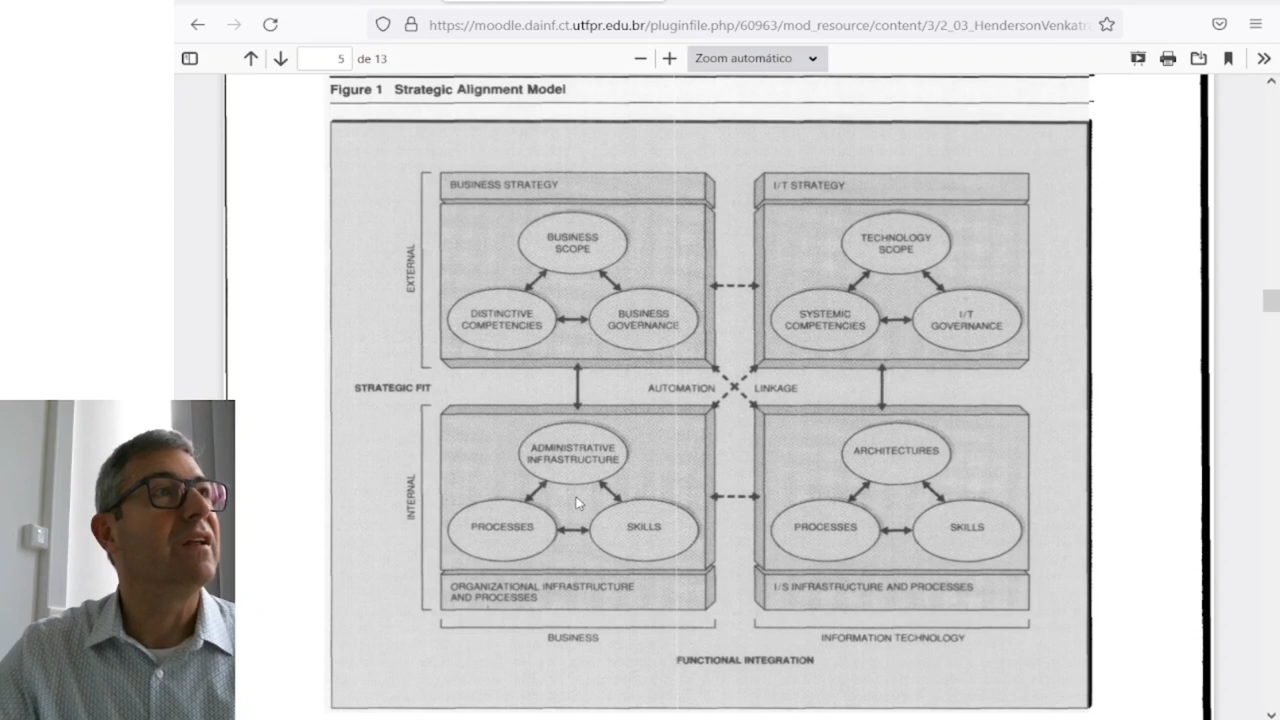 https://moodle.dainf.ct.utfpr.edu.br/pluginfile.php/60963/mod_resource/content/3/2_03_HendersonVenkatr
5 de 13
Zoom automático
Figure 1 Strategic Alignment Model
BUSINESS STRATEGY
I/T STRATEGY
EXTERNAL
BUSINESS
SCOPE
DISTINCTIVE
COMPETENCIES
BUSINESS
GOVERNANCE
TECHNOLOGY
SCOPE
SYSTEMIC
COMPETENCIES
I/T
GOVERNANCE
STRATEGIC FIT
AUTOMATION
LINKAGE
INTERNAL
ADMINISTRATIVE
INFRASTRUCTURE
PROCESSES
SKILLS
ARCHITECTURES
PROCESSES
SKILLS
ORGANIZATIONAL INFRASTRUCTURE
AND PROCESSES
I/S INFRASTRUCTURE AND PROCESSES
BUSINESS
INFORMATION TECHNOLOGY
FUNCTIONAL INTEGRATION